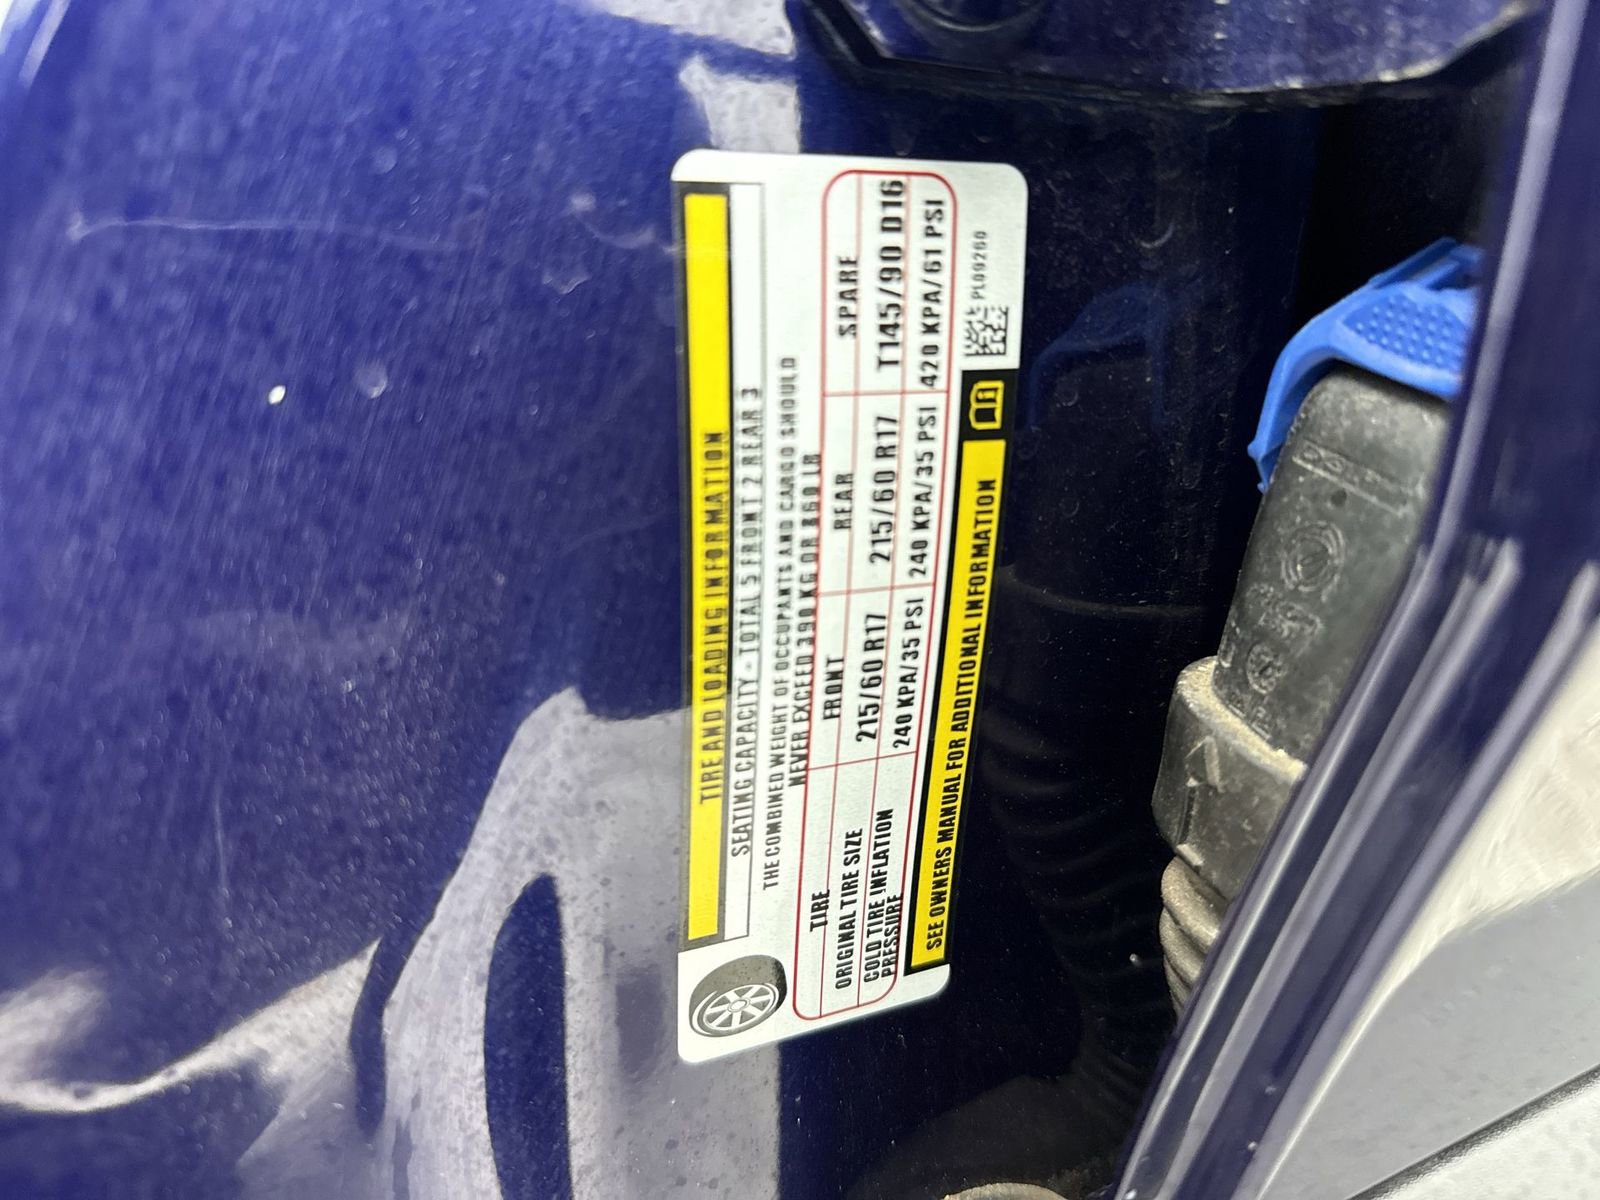 TIRE AND LOADING INFORMATION
SEATING CAPACITY - TOTAL 5 FRONT 2 REAR 3
THE COMBINED WEIGHT OF OCCUPANTS AND CARGO SHOULD
NEVER EXCEED 390 KG OR 860 LB
TIRE FRONT REAR SPARE
ORIGINAL TIRE SIZE 215/60 R17 215/60 R17 T145/90 D16
COLD TIRE INFLATION PRESSURE 240 KPA/35 PSI 240 KPA/35 PSI 420 KPA/61 PSI
SEE OWNERS MANUAL FOR ADDITIONAL INFORMATION
PL09260